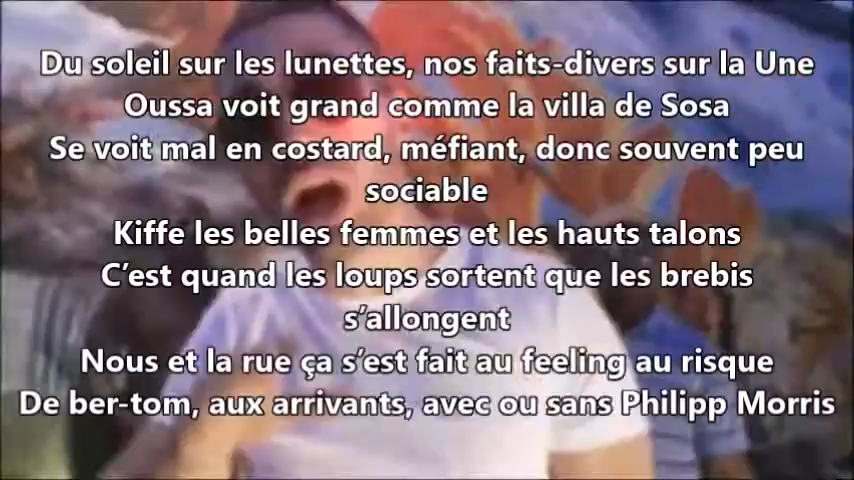 Du soleil sur les lunettes, nos faits-divers sur la Une
Oussa voit grand comme la villa de Sosa
Se voit mal en costard, méfiant, donc souvent peu
sociable
Kiffe les belles femmes et les hauts talons
C’est quand les loups sortent que les brebis
s’allongent
Nous et la rue ça s’est fait au feeling au risque
De ber-tom, aux arrivants, avec ou sans Philipp Morris